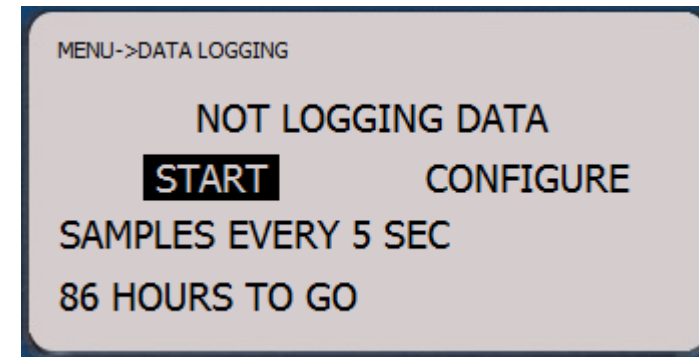 MENU->DATA LOGGING
NOT LOGGING DATA
START CONFIGURE
SAMPLES EVERY 5 SEC
86 HOURS TO GO